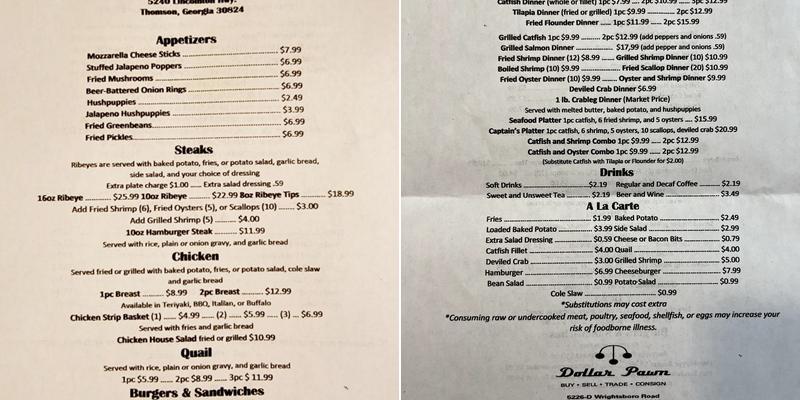 Thomson, Georgia 30824
Appetizers
Mozzarella Cheese Sticks ........ $7.99
Stuffed Jalapeno Poppers ........ $6.99
Fried Mushrooms ........ $6.99
Beer-Battered Onion Rings ........ $6.99
Hushpuppies ........ $2.49
Jalapeno Hushpuppies ........ $3.99
Fried Greenbeans ........ $6.99
Fried Pickles ........ $6.99
Steaks
Ribeyes are served with baked potato, fries, or potato salad, garlic bread,
side salad, and your choice of dressing
Extra plate charge $1.00 ..... Extra salad dressing .59
16oz Ribeye ........ $25.99 10oz Ribeye ........ $22.99 8oz Ribeye Tips ........ $18.99
Add Fried Shrimp (6), Fried Oysters (5), or Scallops (10) ...... $3.00
Add Grilled Shrimp (5) ........ $4.00
10oz Hamburger Steak ........ $11.99
Served with rice, plain or onion gravy, and garlic bread
Chicken
Served fried or grilled with baked potato, fries, or potato salad, cole slaw
and garlic bread
1pc Breast ........ $8.99 2pc Breast ........ $12.99
Available in Teriyaki, BBQ, Italian, or Buffalo
Chicken Strip Basket (1) ...... $4.99 ...... (2) ...... $5.99 ...... (3) ... $6.99
Served with fries and garlic bread
Chicken House Salad fried or grilled $10.99
Quail
Served with rice, plain or onion gravy, and garlic bread
1pc $5.99 ..... 2pc $8.99 .... 3pc $ 11.99
Burgers & Sandwiches
Catfish Dinner (whole or fillet) 1pc
Tilapia Dinner (fried or grilled) 1pc $9.99 ............ 2pc $12.99
Fried Flounder Dinner ...... 1pc $11.99 ...... 2pc $15.99
Grilled Catfish 1pc $9.99 ......... 2pc $12.99 (add peppers and onions .59)
Grilled Salmon Dinner ............ $17,99 (add peppers and onions .59)
Fried Shrimp Dinner (12) $8.99 ..... Grilled Shrimp Dinner (10) $10.99
Boiled Shrimp (10) $9.99 ............ Fried Scallop Dinner (20) $10.99
Fried Oyster Dinner (10) $9.99 ....... Oyster and Shrimp Dinner $9.99
Deviled Crab Dinner $6.99
1 lb. Crableg Dinner (Market Price)
Served with melted butter, baked potato, and hushpuppies
Seafood Platter 1pc catfish, 6 fried shrimp, and 5 oysters .... $15.99
Captain's Platter 1pc catfish, 6 shrimp, 5 oysters, 10 scallops, deviled crab $20.99
Catfish and Shrimp Combo 1pc $9.99 ..... 2pc $12.99
Catfish and Oyster Combo 1pc $9.99 ..... 2pc $12.99
(Substitute Catfish with Tilapia or Flounder for $2.00)
Drinks
Soft Drinks ........ $2.19 Regular and Decaf Coffee ........ $2.19
Sweet and Unsweet Tea ........ $2.19 Beer and Wine ........ $3.49
A La Carte
Fries ........ $1.99 Baked Potato ........ $2.49
Loaded Baked Potato ........ $3.99 Side Salad ........ $2.99
Extra Salad Dressing ........ $0.59 Cheese or Bacon Bits ........ $0.79
Catfish Fillet ........ $4.00 Quail ........ $4.00
Deviled Crab ........ $3.00 Grilled Shrimp ........ $5.00
Hamburger ........ $6.99 Cheeseburger ........ $7.99
Bean Salad ........ $0.99 Potato Salad ........ $0.99
Cole Slaw ........ $0.99
*Substitutions may cost extra
*Consuming raw or undercooked meat, poultry, seafood, shellfish, or eggs may increase your
risk of foodborne illness.
Dollar Pawn
BUY • SELL • TRADE • CONSIGN
6226-D Wrightsboro Road